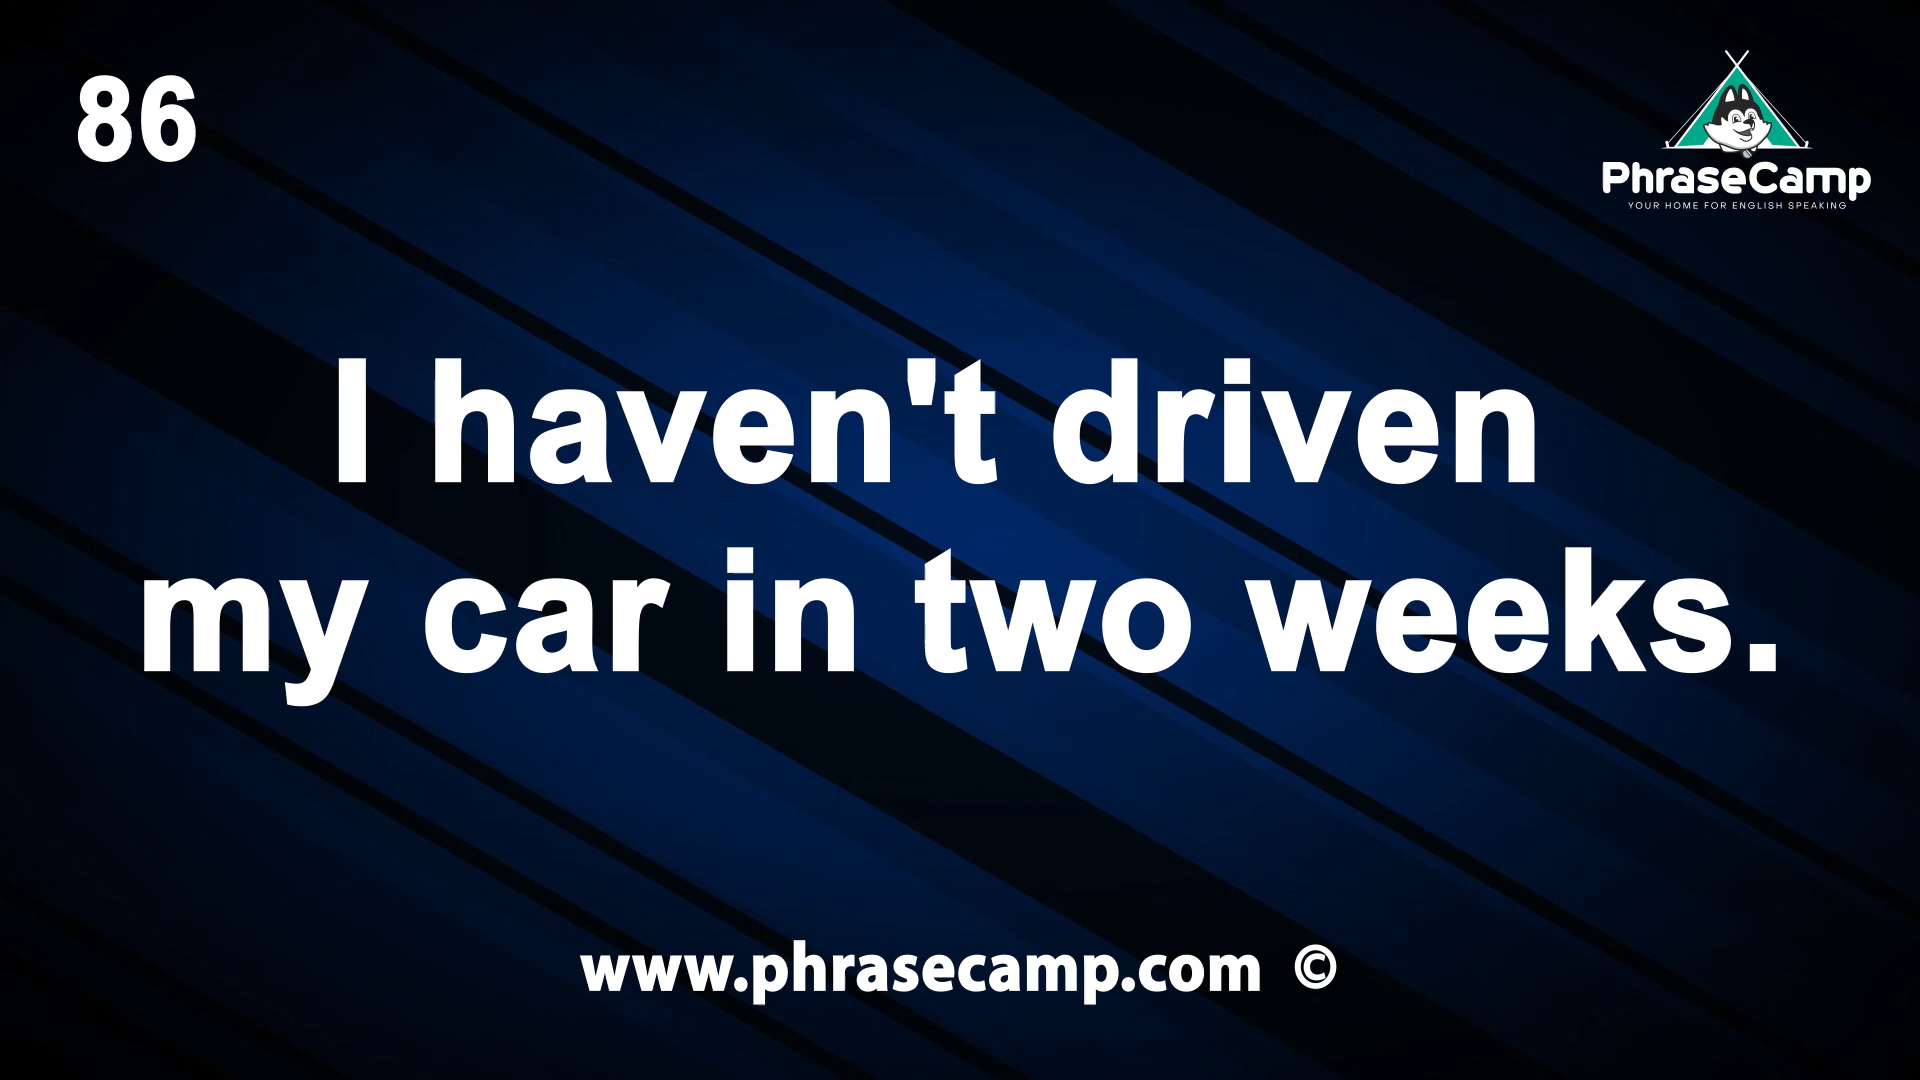 86
PhraseCamp
YOUR HOME FOR ENGLISH SPEAKING
I haven't driven
my car in two weeks.
www.phrasecamp.com ©